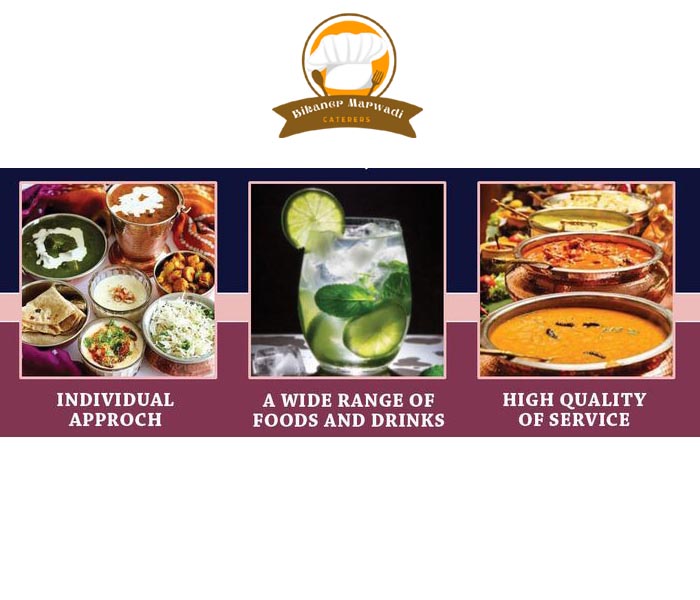 Bikaner Marwadi
CATERERS
INDIVIDUAL
APPROCH
A WIDE RANGE OF
FOODS AND DRINKS
HIGH QUALITY
OF SERVICE